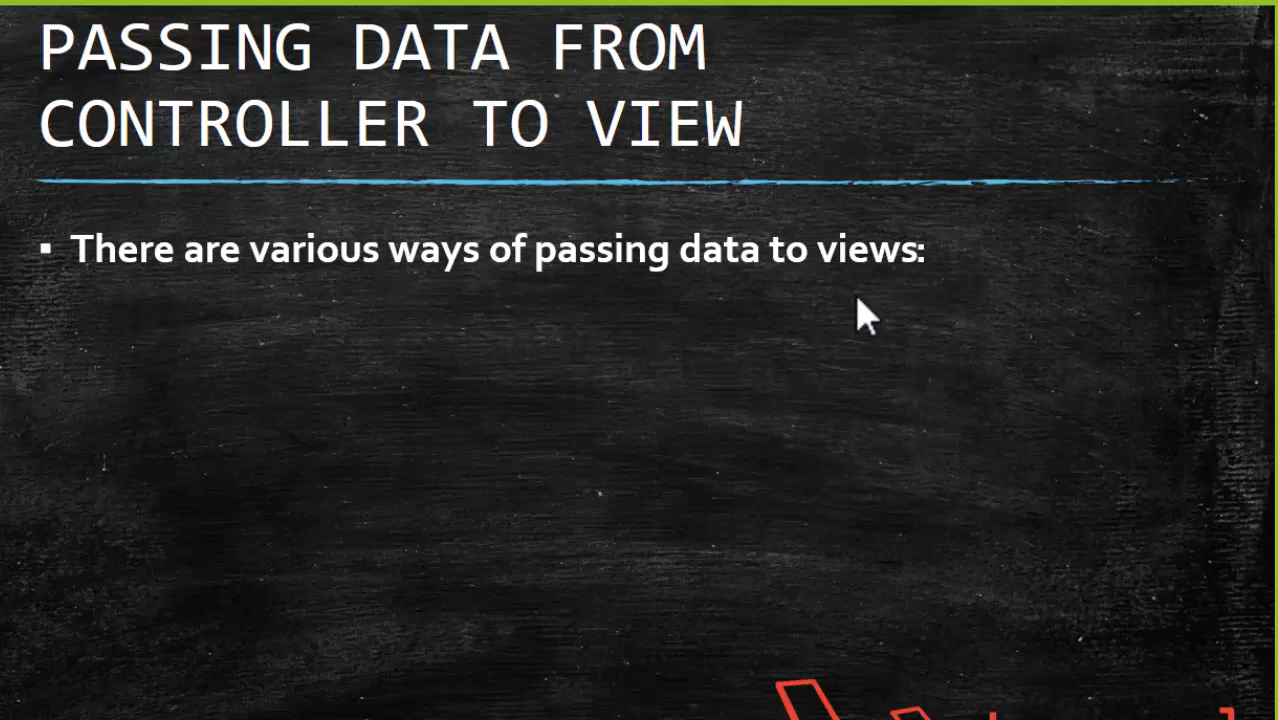 PASSING DATA FROM
CONTROLLER TO VIEW
▪ There are various ways of passing data to views: